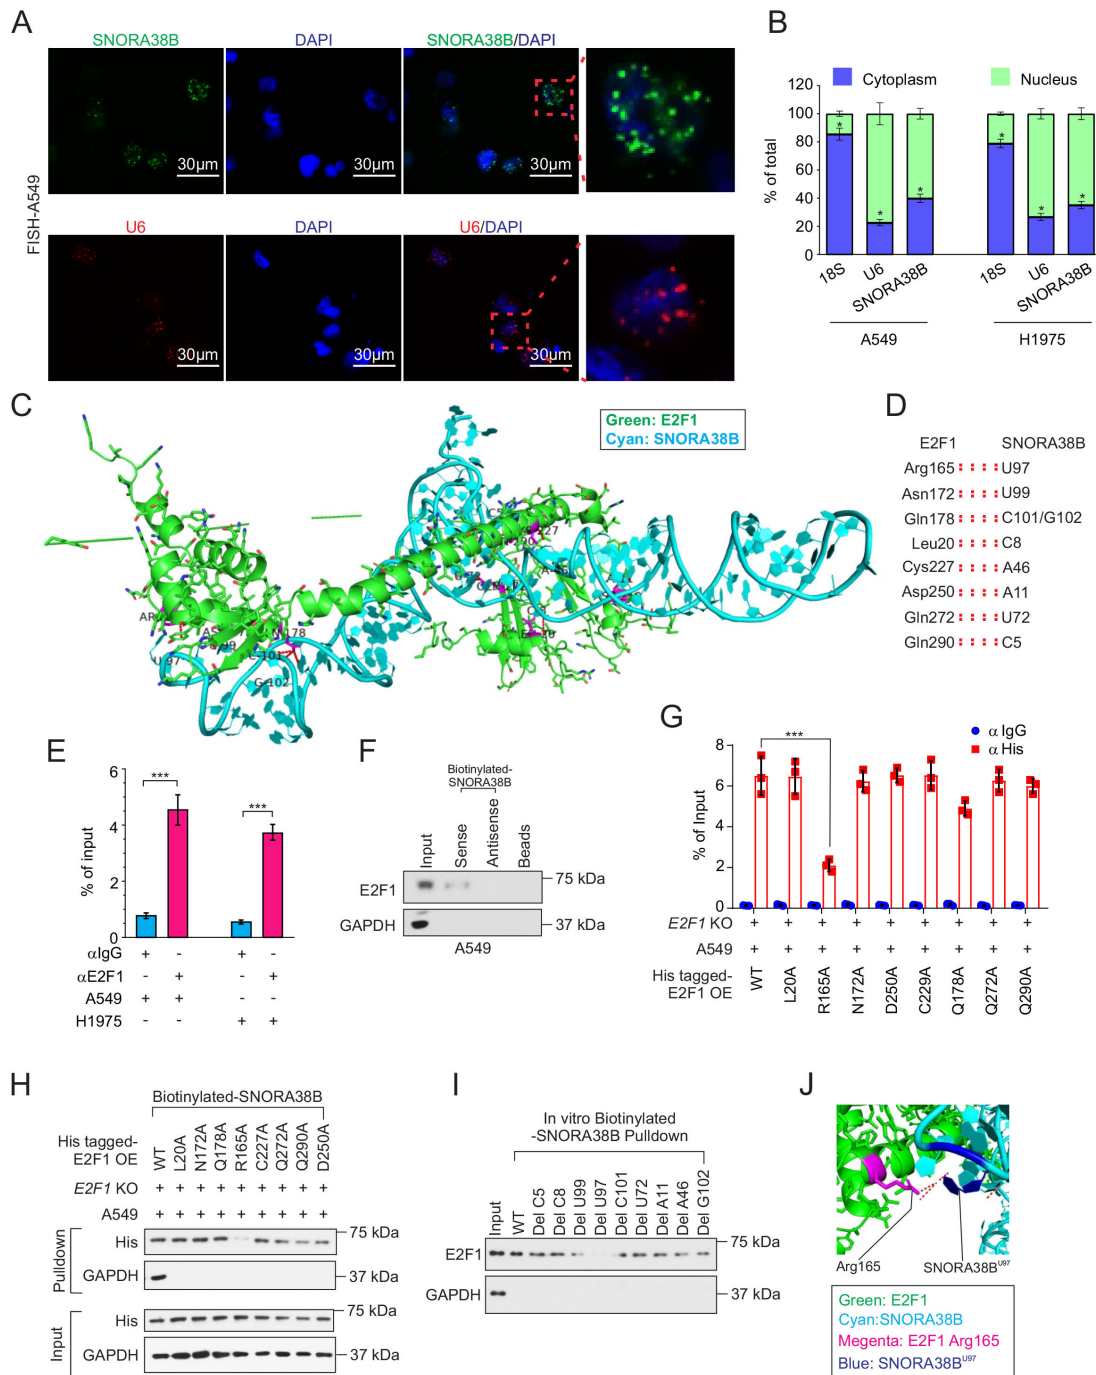 A
SNORA38B
DAPI
SNORA38B/DAPI
30μm
30μm
30μm
FISH-A549
U6
DAPI
U6/DAPI
30μm
30μm
30μm
B
Cytoplasm
Nucleus
120
100
80
60
40
20
0
% of total
*
*
*
*
*
*
18S
U6
SNORA38B
18S
U6
SNORA38B
A549
H1975
C
Green: E2F1
Cyan: SNORA38B
U 97
G 102
D
E2F1 SNORA38B
Arg165 U97
Asn172 U99
Gln178 C101/G102
Leu20 C8
Cys227 A46
Asp250 A11
Gln272 U72
Gln290 C5
E
6
4
2
0
% of input
***
***
αIgG + - + -
αE2F1 - + - +
A549 + + - -
H1975 - - + +
F
Biotinylated-
SNORA38B
Input
Sense
Antisense
Beads
E2F1
75 kDa
GAPDH
37 kDa
A549
G
α IgG
α His
8
6
4
2
0
% of Input
***
E2F1 KO + + + + + + + + +
A549 + + + + + + + + +
His tagged-
E2F1 OE
WT
L20A
R165A
N172A
D250A
C229A
Q178A
Q272A
Q290A
H
Biotinylated-SNORA38B
His tagged-
E2F1 OE
WT
L20A
N172A
Q178A
R165A
C227A
Q272A
Q290A
D250A
E2F1 KO + + + + + + + + +
A549 + + + + + + + + +
Pulldown
His
75 kDa
GAPDH
37 kDa
Input
His
75 kDa
GAPDH
37 kDa
I
In vitro Biotinylated
-SNORA38B Pulldown
Input
WT
Del C5
Del C8
Del U99
Del U97
Del C101
Del U72
Del A11
Del A46
Del G102
E2F1
75 kDa
GAPDH
37 kDa
J
Arg165
SNORA38B^U97
Green: E2F1
Cyan:SNORA38B
Megenta: E2F1 Arg165
Blue: SNORA38B^U97